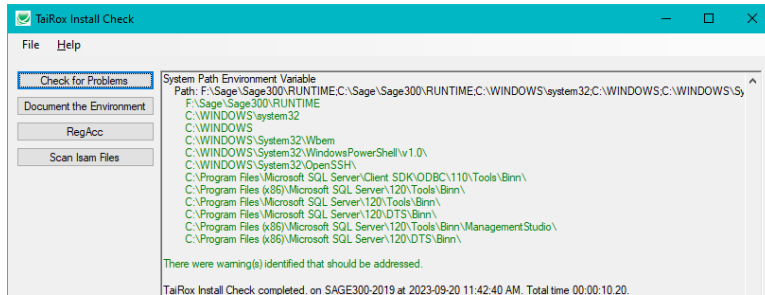 TaiRox Install Check
File Help
Check for Problems
Document the Environment
RegAcc
Scan Isam Files
System Path Environment Variable
Path: F:\Sage\Sage300\RUNTIME;C:\Sage\Sage300\RUNTIME;C:\WINDOWS\system32;C:\WINDOWS;C:\WINDOWS\Sy
F:\Sage\Sage300\RUNTIME
C:\WINDOWS\system32
C:\WINDOWS
C:\WINDOWS\System32\Wbem
C:\WINDOWS\System32\WindowsPowerShell\v1.0\
C:\WINDOWS\System32\OpenSSH\
C:\Program Files\Microsoft SQL Server\Client SDK\ODBC\110\Tools\Binn\
C:\Program Files (x86)\Microsoft SQL Server\120\Tools\Binn\
C:\Program Files\Microsoft SQL Server\120\Tools\Binn\
C:\Program Files\Microsoft SQL Server\120\DTS\Binn\
C:\Program Files (x86)\Microsoft SQL Server\120\Tools\Binn\ManagementStudio\
C:\Program Files (x86)\Microsoft SQL Server\120\DTS\Binn\
There were warning(s) identified that should be addressed.
TaiRox Install Check completed. on SAGE300-2019 at 2023-09-20 11:42:40 AM. Total time 00:00:10.20.